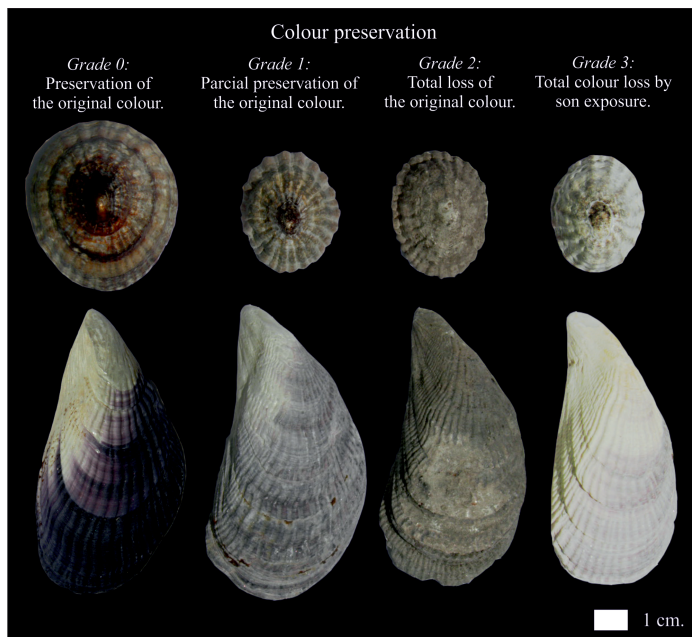 Colour preservation
Grade 0:
Preservation of
the original colour.
Grade 1:
Parcial preservation of
the original colour.
Grade 2:
Total loss of
the original colour.
Grade 3:
Total colour loss by
son exposure.
1 cm.